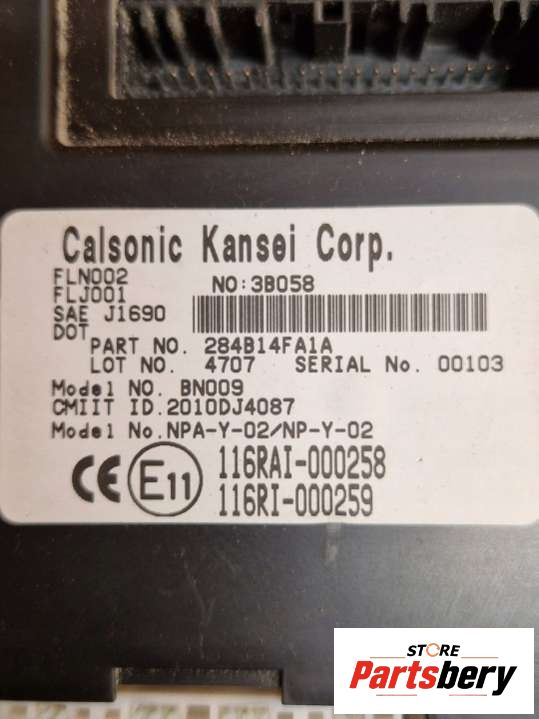 Calsonic Kansei Corp.
FLN002 NO:3B058
FLJ001
SAE J1690
DOT
PART NO. 284B14FA1A
LOT NO. 4707 SERIAL No. 00103
Model NO. BN009
CMIIT ID.2010DJ4087
Model No.NPA-Y-02/NP-Y-02
CE E11 116RAI-000258
116RI-000259
STORE
Partsbery